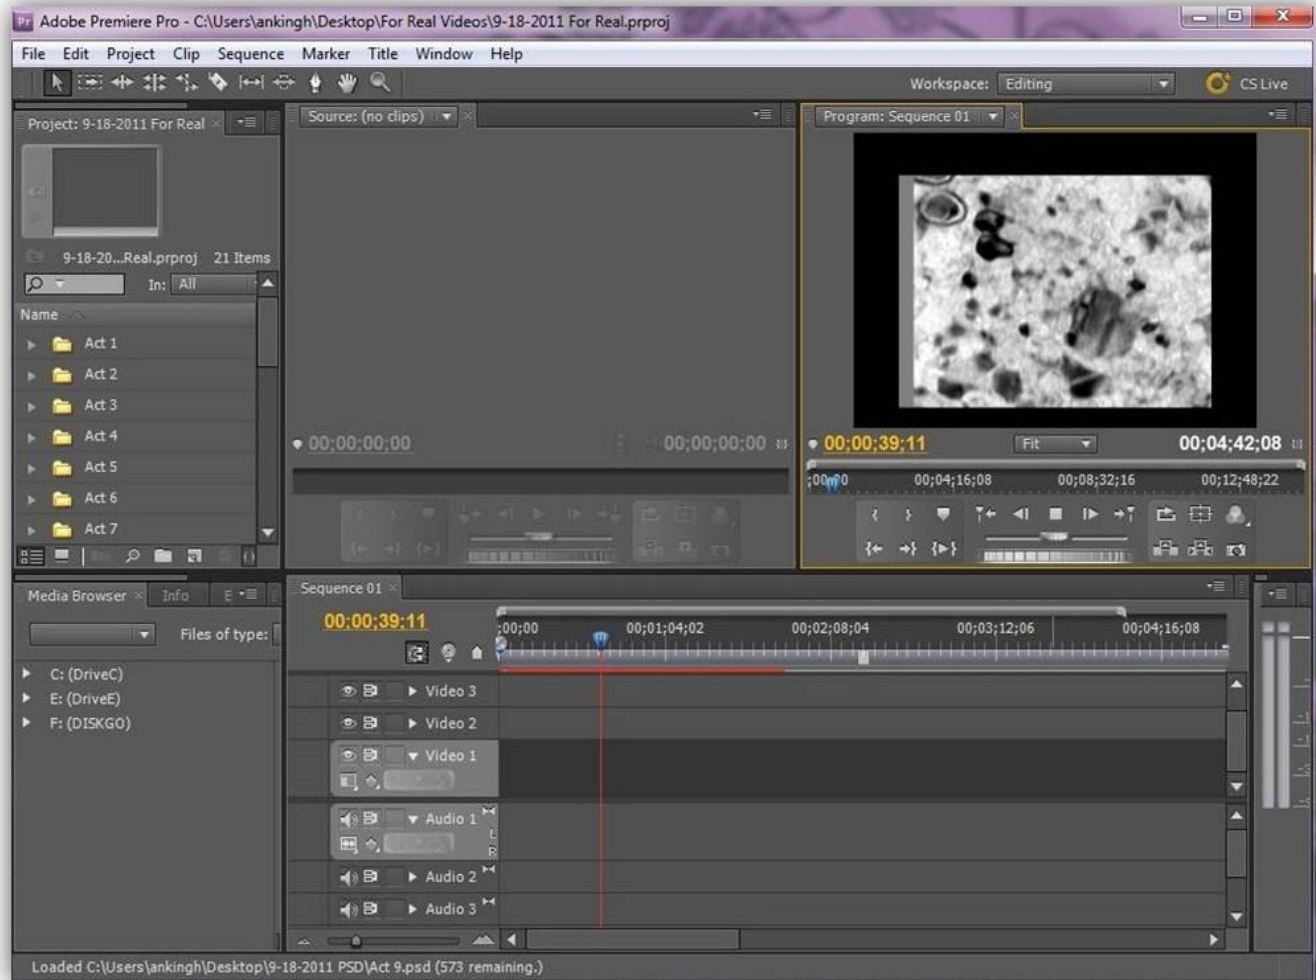 Pr Adobe Premiere Pro - C:\Users\ankingh\Desktop\For Real Videos\9-18-2011 For Real.prproj
File Edit Project Clip Sequence Marker Title Window Help
Workspace: Editing CS Live
Project: 9-18-2011 For Real
9-18-20...Real.prproj 21 Items
In: All
Name
Act 1
Act 2
Act 3
Act 4
Act 5
Act 6
Act 7
Source: (no clips)
00;00;00;00 00;00;00;00
Program: Sequence 01
00;00;39;11 Fit 00;04;42;08
00;04;16;08 00;08;32;16 00;12;48;22
Media Browser Info E
Files of type:
C: (DriveC)
E: (DriveE)
F: (DISKGO)
Sequence 01
00;00;39;11
;00;00 00;01;04;02 00;02;08;04 00;03;12;06 00;04;16;08
Video 3
Video 2
Video 1
Audio 1
L
R
Audio 2
Audio 3
Loaded C:\Users\ankingh\Desktop\9-18-2011 PSD\Act 9.psd (573 remaining.)